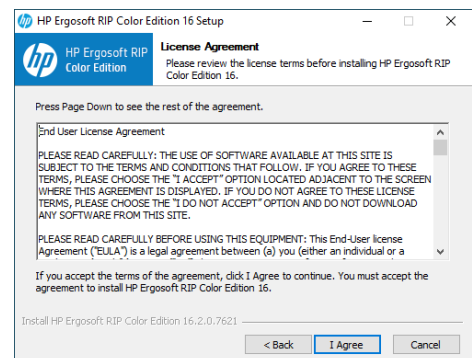 HP Ergosoft RIP Color Edition 16 Setup
hp
HP Ergosoft RIP
Color Edition
License Agreement
Please review the license terms before installing HP Ergosoft RIP
Color Edition 16.
Press Page Down to see the rest of the agreement.
End User License Agreement
PLEASE READ CAREFULLY: THE USE OF SOFTWARE AVAILABLE AT THIS SITE IS
SUBJECT TO THE TERMS AND CONDITIONS THAT FOLLOW. IF YOU AGREE TO THESE
TERMS, PLEASE CHOOSE THE "I ACCEPT" OPTION LOCATED ADJACENT TO THE SCREEN
WHERE THIS AGREEMENT IS DISPLAYED. IF YOU DO NOT AGREE TO THESE LICENSE
TERMS, PLEASE CHOOSE THE "I DO NOT ACCEPT" OPTION AND DO NOT DOWNLOAD
ANY SOFTWARE FROM THIS SITE.
PLEASE READ CAREFULLY BEFORE USING THIS EQUIPMENT: This End-User license
Agreement ("EULA") is a legal agreement between (a) you (either an individual or a
If you accept the terms of the agreement, click I Agree to continue. You must accept the
agreement to install HP Ergosoft RIP Color Edition 16.
Install HP Ergosoft RIP Color Edition 16.2.0.7621
< Back
I Agree
Cancel